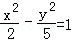 x²/2 − y²/5 = 1